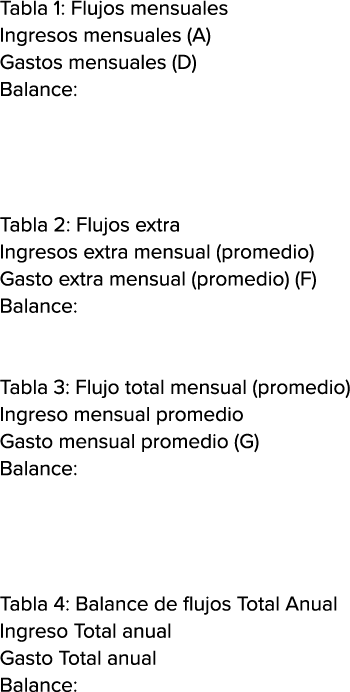 Tabla 1: Flujos mensuales
Ingresos mensuales (A)
Gastos mensuales (D)
Balance:
Tabla 2: Flujos extra
Ingresos extra mensual (promedio)
Gasto extra mensual (promedio) (F)
Balance:
Tabla 3: Flujo total mensual (promedio)
Ingreso mensual promedio
Gasto mensual promedio (G)
Balance:
Tabla 4: Balance de flujos Total Anual
Ingreso Total anual
Gasto Total anual
Balance: